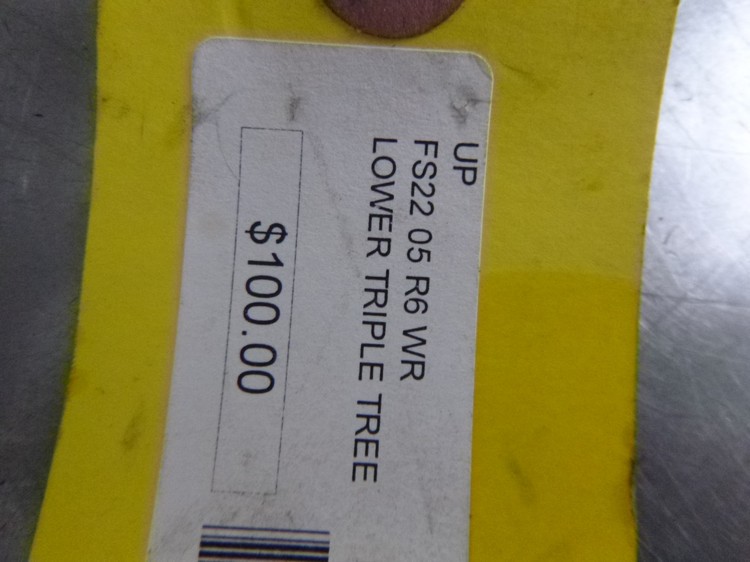 UP
FS22 05 R6 WR
LOWER TRIPLE TREE
$100.00